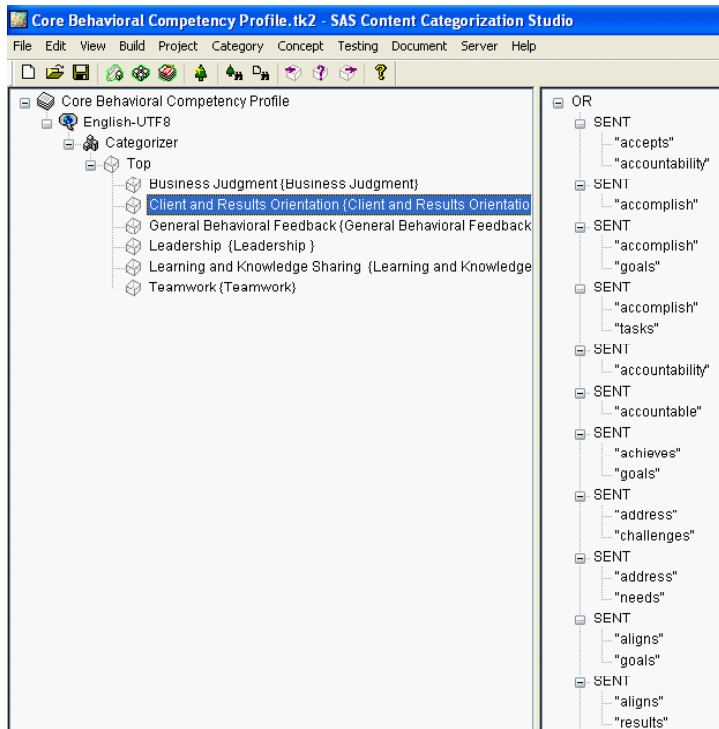 Core Behavioral Competency Profile.tk2 - SAS Content Categorization Studio
File Edit View Build Project Category Concept Testing Document Server Help
Core Behavioral Competency Profile
English-UTF8
Categorizer
Top
Business Judgment {Business Judgment}
Client and Results Orientation {Client and Results Orientatio
General Behavioral Feedback {General Behavioral Feedback
Leadership {Leadership }
Learning and Knowledge Sharing {Learning and Knowledge
Teamwork {Teamwork}
OR
SENT
"accepts"
"accountability"
SENT
"accomplish"
SENT
"accomplish"
"goals"
SENT
"accomplish"
"tasks"
SENT
"accountability"
SENT
"accountable"
SENT
"achieves"
"goals"
SENT
"address"
"challenges"
SENT
"address"
"needs"
SENT
"aligns"
"goals"
SENT
"aligns"
"results"